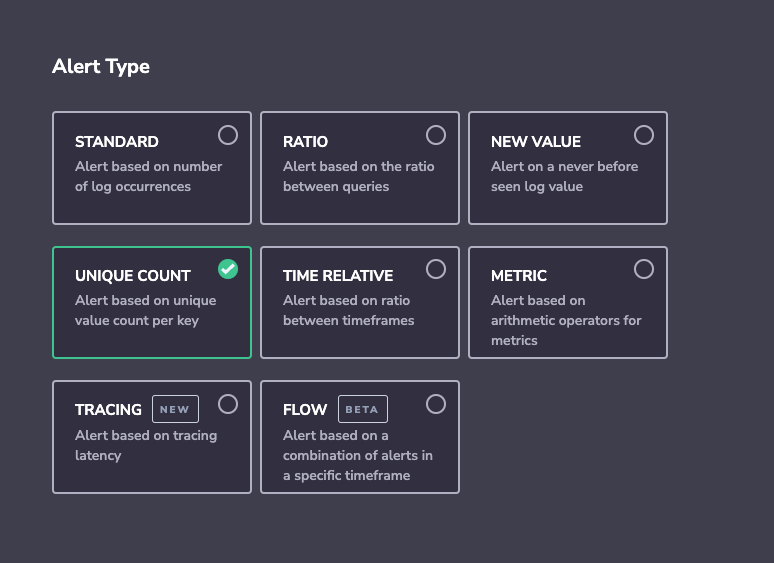 Alert Type
STANDARD
Alert based on number
of log occurrences
RATIO
Alert based on the ratio
between queries
NEW VALUE
Alert on a never before
seen log value
UNIQUE COUNT
Alert based on unique
value count per key
TIME RELATIVE
Alert based on ratio
between timeframes
METRIC
Alert based on
arithmetic operators for
metrics
TRACING NEW
Alert based on tracing
latency
FLOW BETA
Alert based on a
combination of alerts in
a specific timeframe